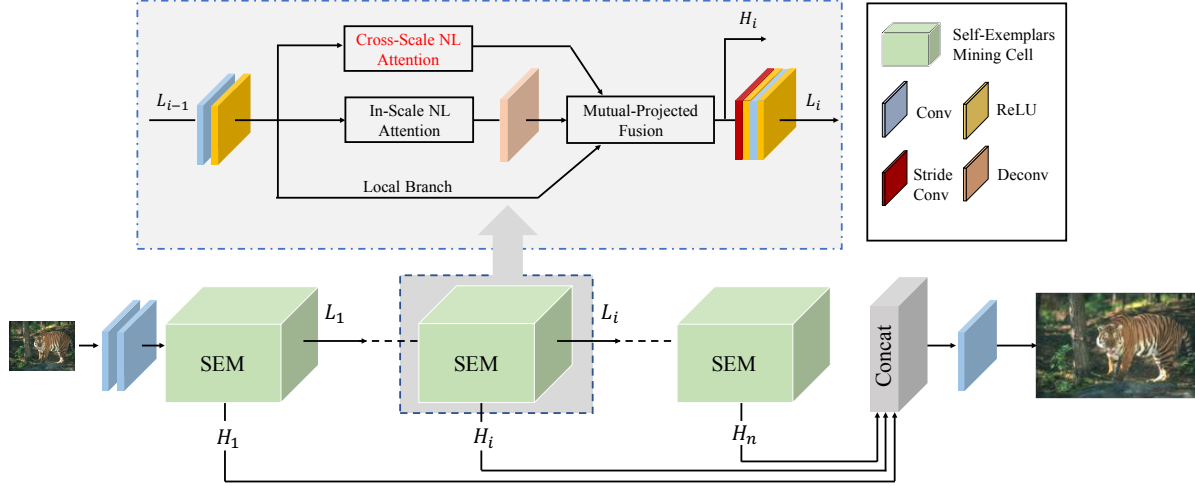 Cross-Scale NL
Attention
H_i
L_{i-1}
In-Scale NL
Attention
Mutual-Projected
Fusion
L_i
Local Branch
Self-Exemplars
Mining Cell
Conv
ReLU
Stride
Conv
Deconv
SEM
L_1
SEM
L_i
SEM
Concat
H_1
H_i
H_n